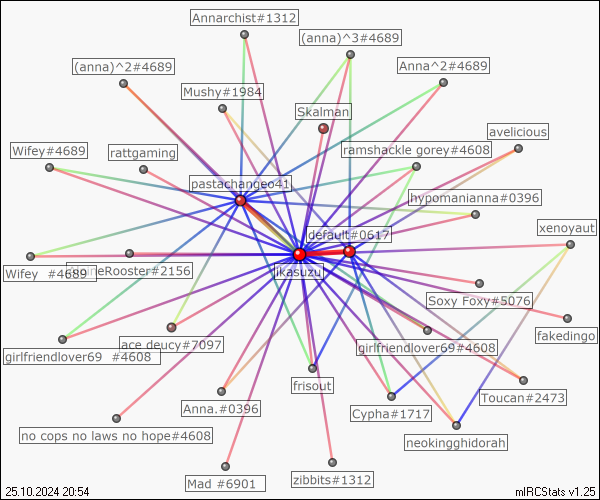 Annarchist#1312
(anna)^3#4689
(anna)^2#4689
Anna^2#4689
Mushy#1984
Skalman
avelicious
Wifey#4689
rattgaming
ramshackle gorey#4608
pastachangeo41
hypomanianna#0396
xenoyaut
default#0617
Wifey #4689
ineRooster#2156
ikasuzu
Soxy Foxy#5076
fakedingo
girlfriendlover69 #4608
ace deucy#7097
girlfriendlover69#4608
frisout
Toucan#2473
Anna.#0396
Cypha#1717
no cops no laws no hope#4608
neokingghidorah
Mad #6901
zibbits#1312
25.10.2024 20:54
mIRCStats v1.25